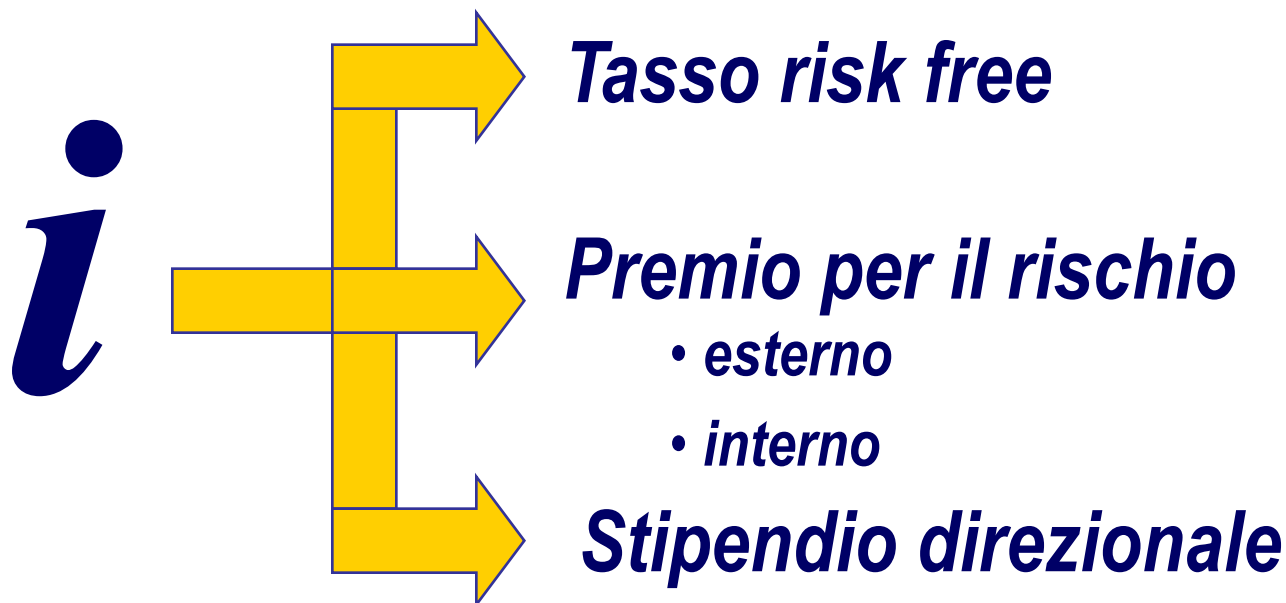 i
Tasso risk free
Premio per il rischio
• esterno
• interno
Stipendio direzionale